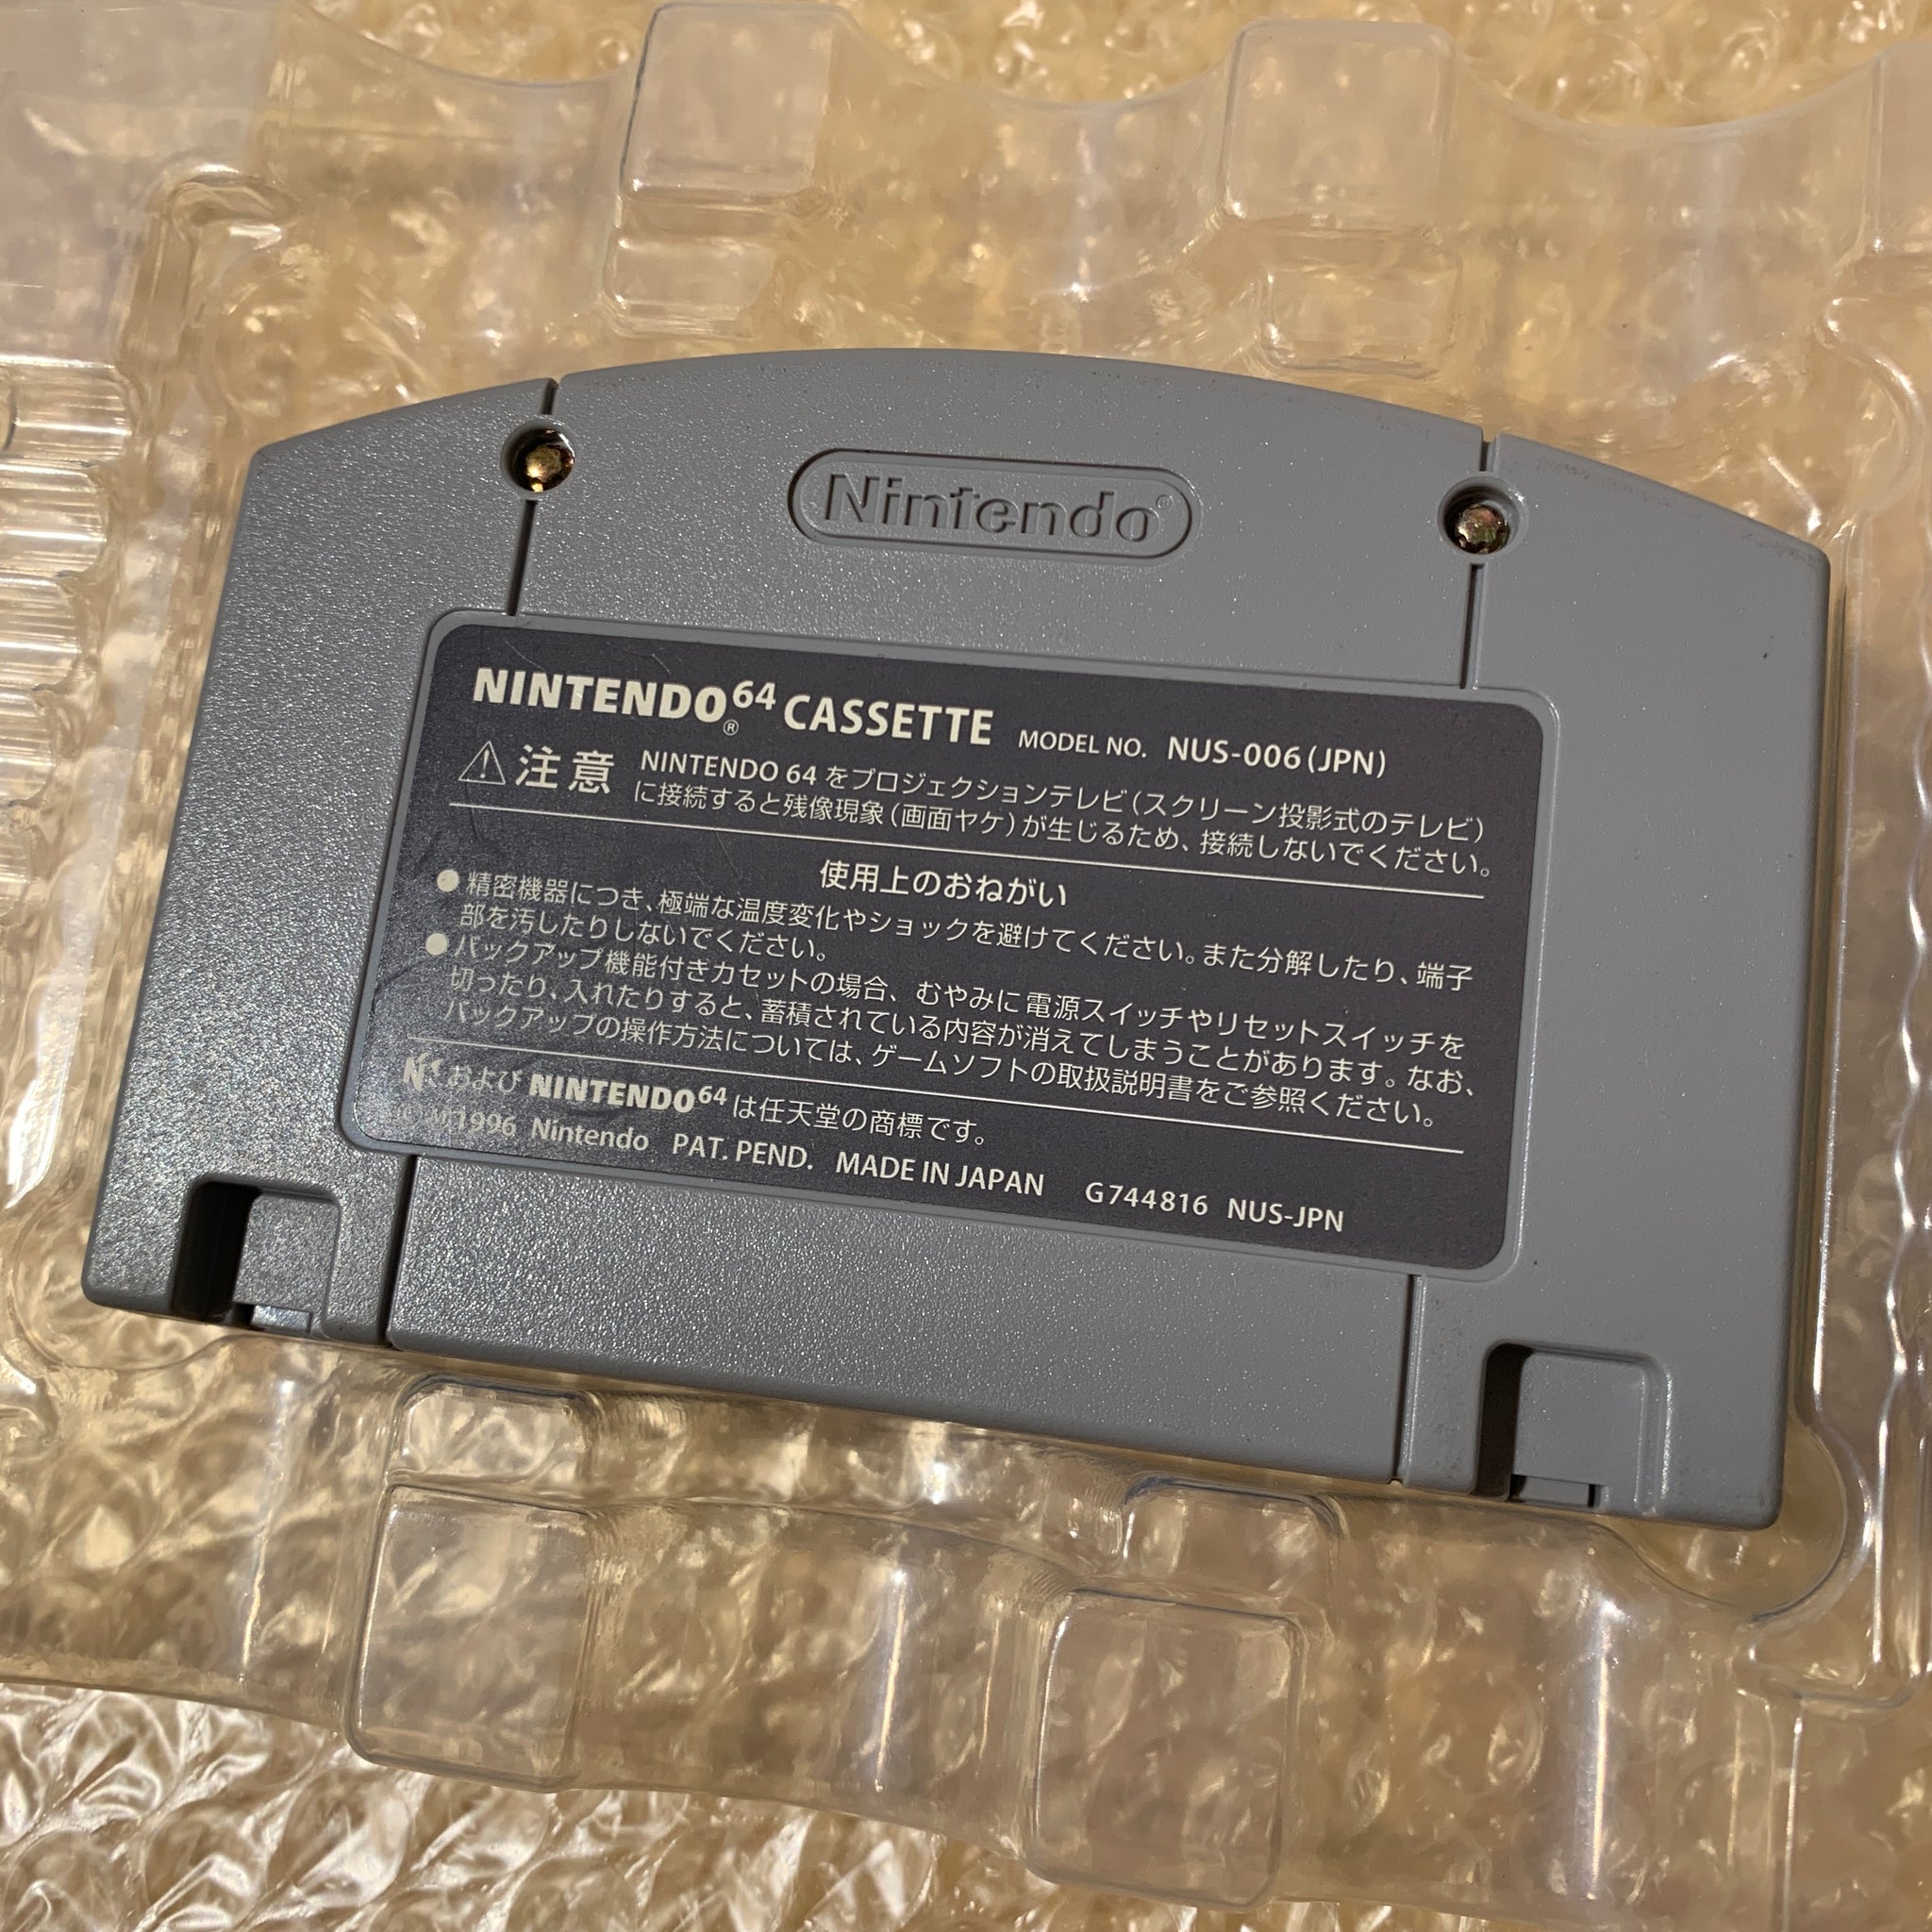 Nintendo®
NINTENDO®64 CASSETTE MODEL NO. NUS-006(JPN)
⚠注意 NINTENDO 64 をプロジェクションテレビ(スクリーン投影式のテレビ)
に接続すると残像現象(画面ヤケ)が生じるため、接続しないでください。
使用上のおねがい
●精密機器につき、極端な温度変化やショックを避けてください。また分解したり、端子
部を汚したりしないでください。
●バックアップ機能付きカセットの場合、むやみに電源スイッチやリセットスイッチを
切ったり、入れたりすると、蓄積されている内容が消えてしまうことがあります。なお、
バックアップの操作方法については、ゲームソフトの取扱説明書をご参照ください。
および NINTENDO64 は任天堂の商標です。
1996 Nintendo PAT. PEND. MADE IN JAPAN G744816 NUS-JPN